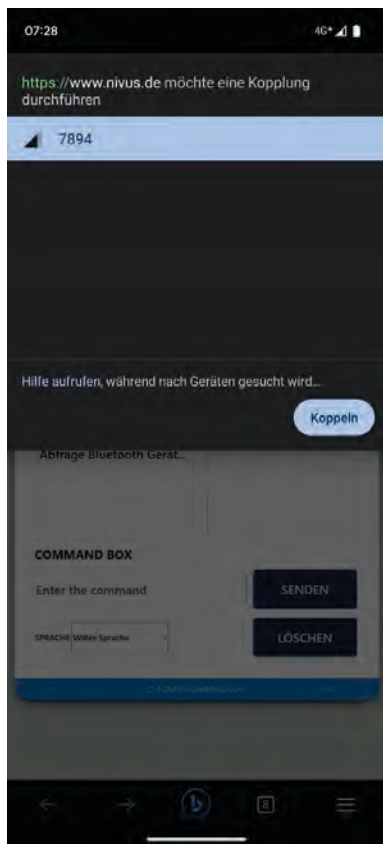 07:28
4G+
https://www.nivus.de möchte eine Kopplung
durchführen
7894
Hilfe aufrufen, während nach Geräten gesucht wird...
Koppeln
Abfrage Bluetooth Gerät...
COMMAND BOX
Enter the command
SENDEN
SPRACHE Wähle Sprache
LÖSCHEN
8